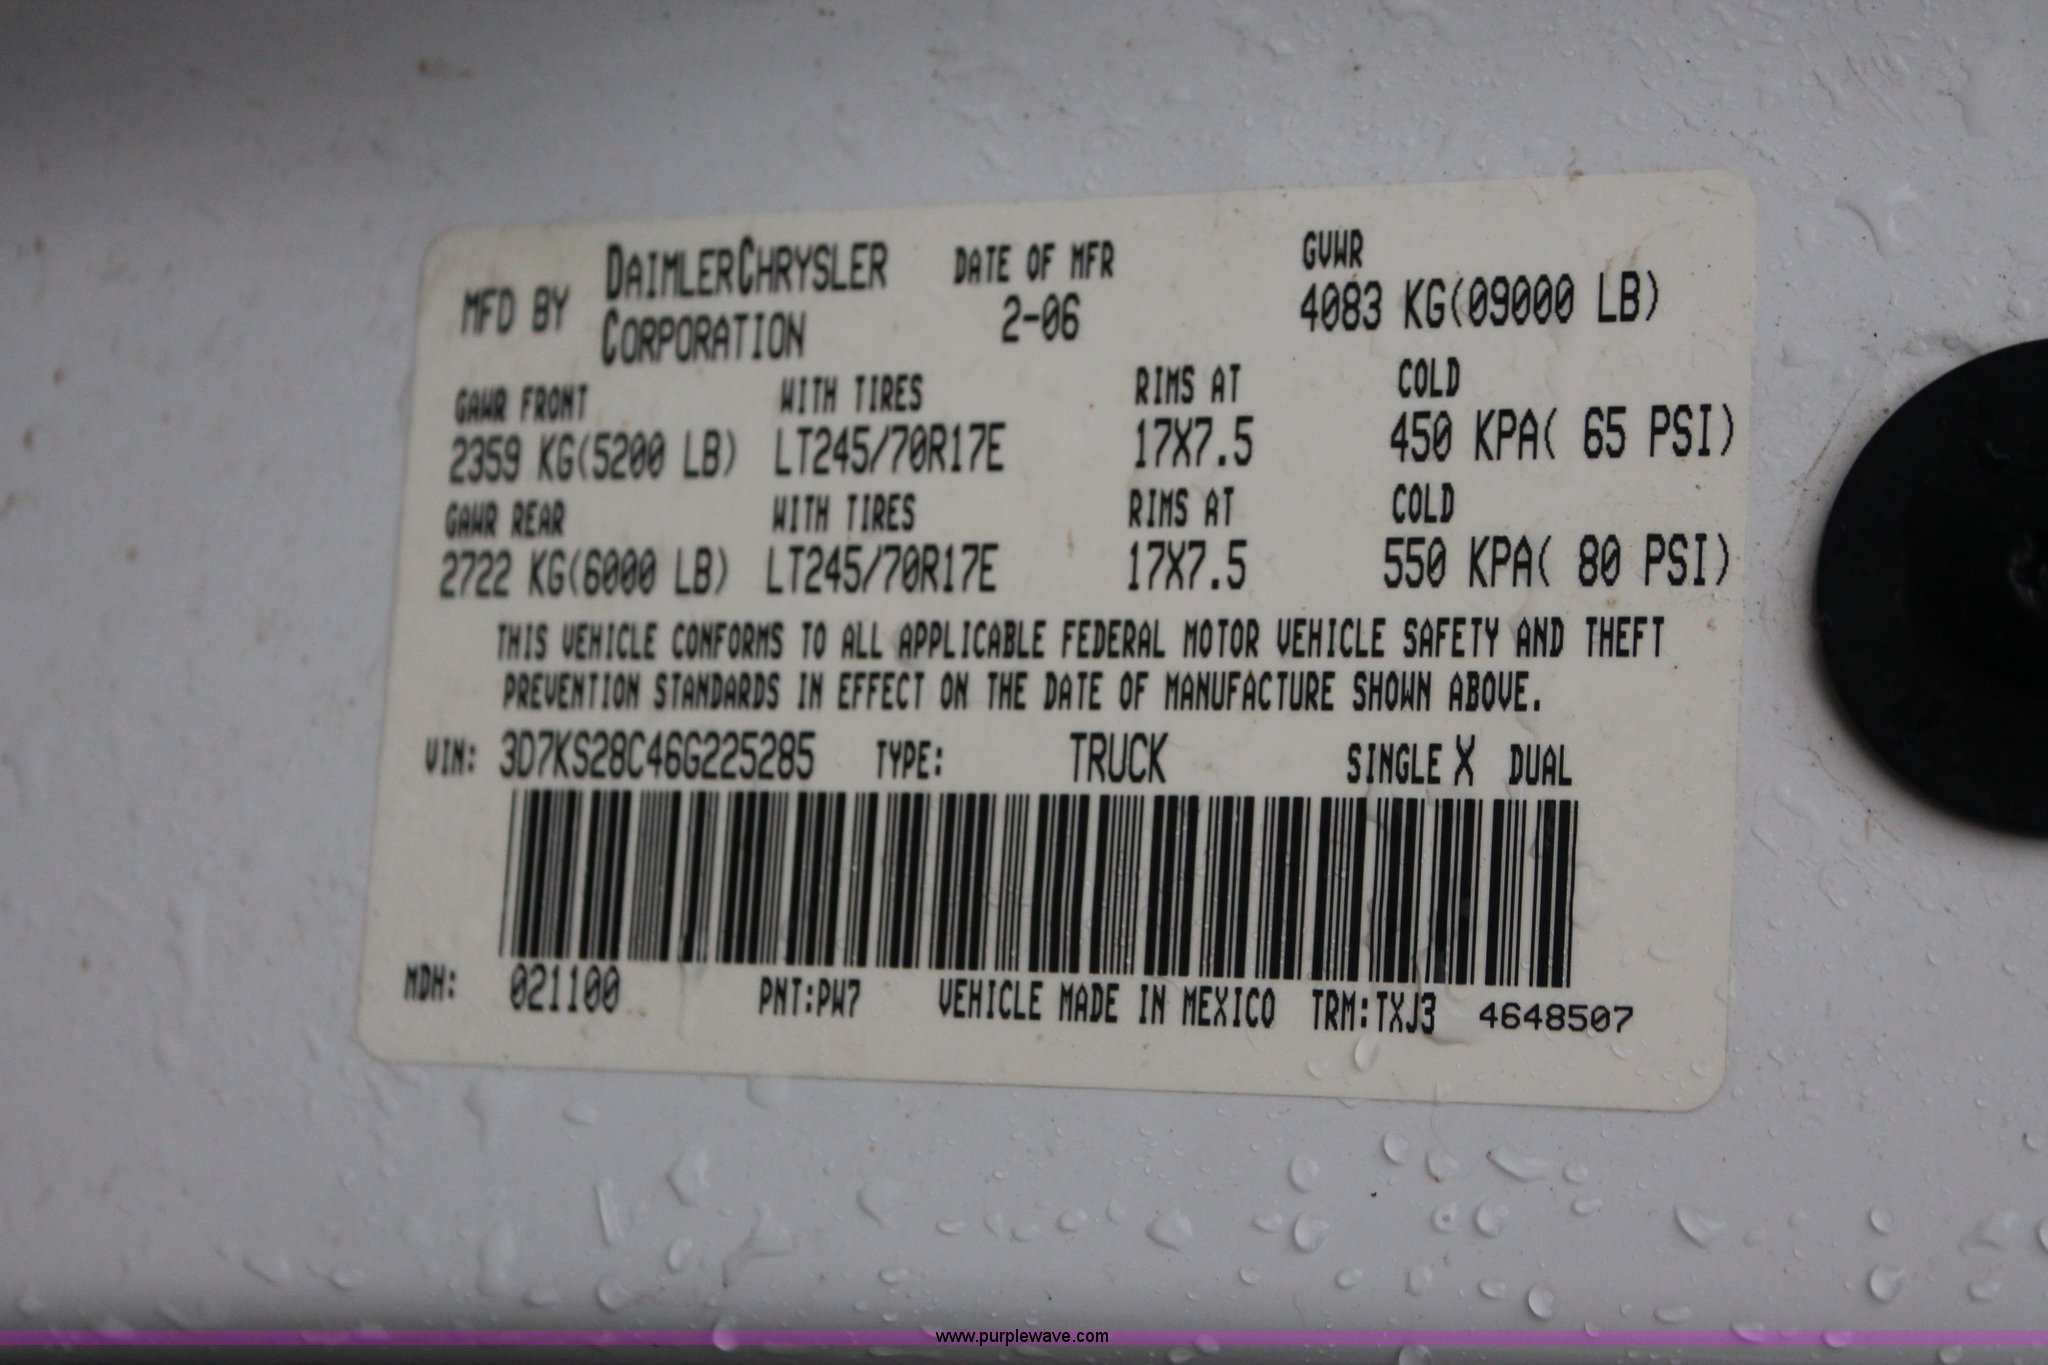 MFD BY DAIMLERCHRYSLER CORPORATION
DATE OF MFR
2-06
GVWR
4083 KG(09000 LB)
GAWR FRONT WITH TIRES RIMS AT COLD
2359 KG(5200 LB) LT245/70R17E 17X7.5 450 KPA( 65 PSI)
GAWR REAR WITH TIRES RIMS AT COLD
2722 KG(6000 LB) LT245/70R17E 17X7.5 550 KPA( 80 PSI)
THIS VEHICLE CONFORMS TO ALL APPLICABLE FEDERAL MOTOR VEHICLE SAFETY AND THEFT
PREVENTION STANDARDS IN EFFECT ON THE DATE OF MANUFACTURE SHOWN ABOVE.
VIN: 3D7KS28C46G225285 TYPE: TRUCK SINGLE X DUAL
MDH: 021100 PNT:PW7 VEHICLE MADE IN MEXICO TRM:TXJ3 4648507
www.purplewave.com